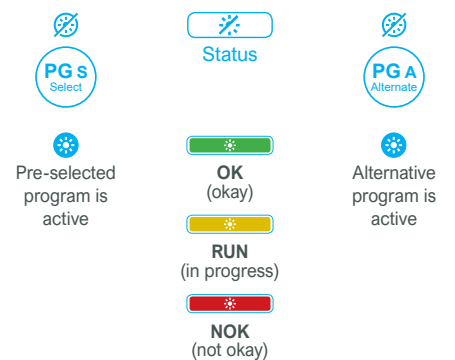 Status
PG S
Select
PG A
Alternate
Pre-selected
program is
active
OK
(okay)
RUN
(in progress)
NOK
(not okay)
Alternative
program is
active